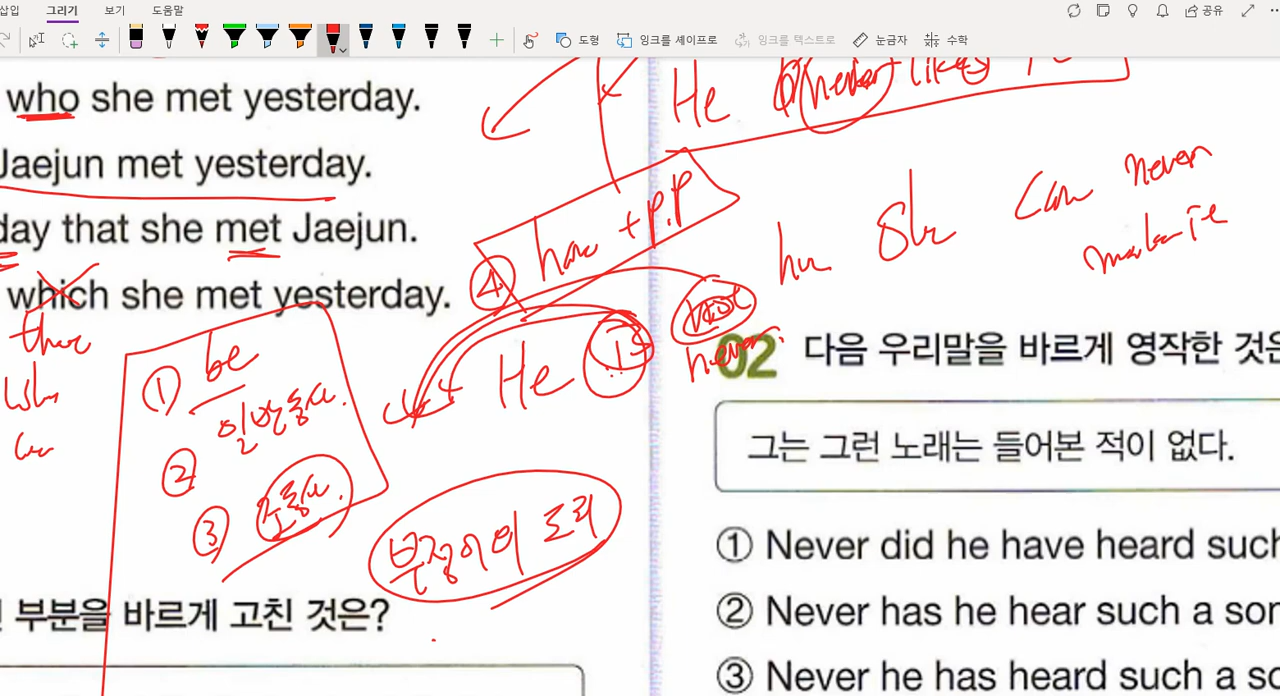 삽입 그리기 보기 도움말 공유
도형 잉크를 셰이프로 잉크를 텍스트로 눈금자 수학
who she met yesterday.
Jaejun met yesterday.
day that she met Jaejun.
which she met yesterday.
He never likes
④ have + p.p
She can never
He is
never
① be
일반동사.
②
③ 조동사.
부정어의 도치
부분을 바르게 고친 것은?
02 다음 우리말을 바르게 영작한 것은
그는 그런 노래는 들어본 적이 없다.
① Never did he have heard such
② Never has he hear such a son
③ Never he has heard such a so